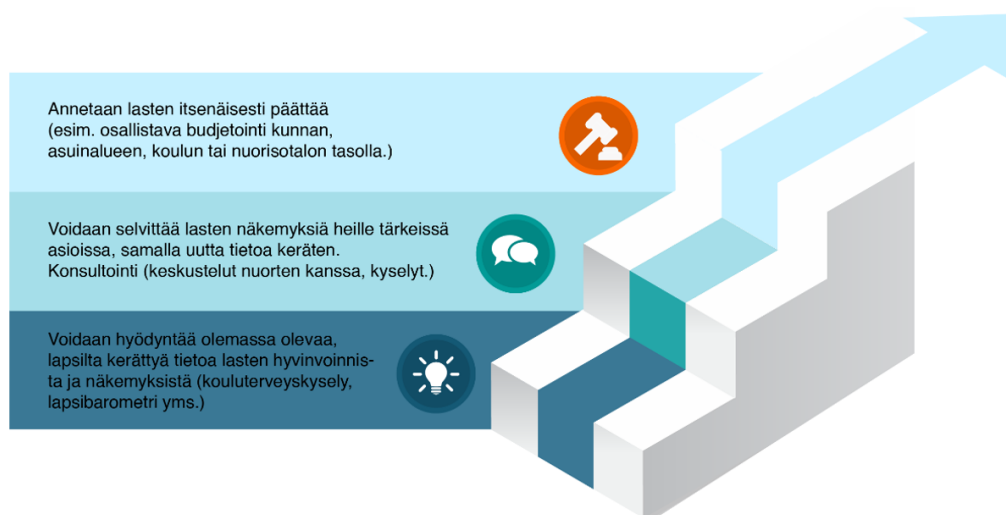 Annetaan lasten itsenäisesti päättää
(esim. osallistava budjetointi kunnan,
asuinalueen, koulun tai nuorisotalon tasolla.)
Voidaan selvittää lasten näkemyksiä heille tärkeissä
asioissa, samalla uutta tietoa keräten.
Konsultointi (keskustelut nuorten kanssa, kyselyt.)
Voidaan hyödyntää olemassa olevaa,
lapsilta kerättyä tietoa lasten hyvinvoinnis-
ta ja näkemyksistä (kouluterveyskysely,
lapsibarometri yms.)